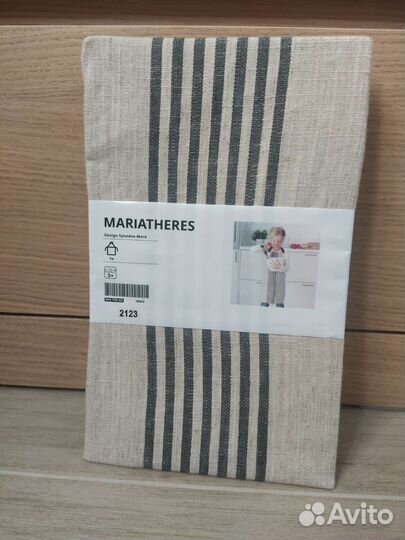 MARIATHERES
Design Synnöve Mork
1x
3+
2123
Avito